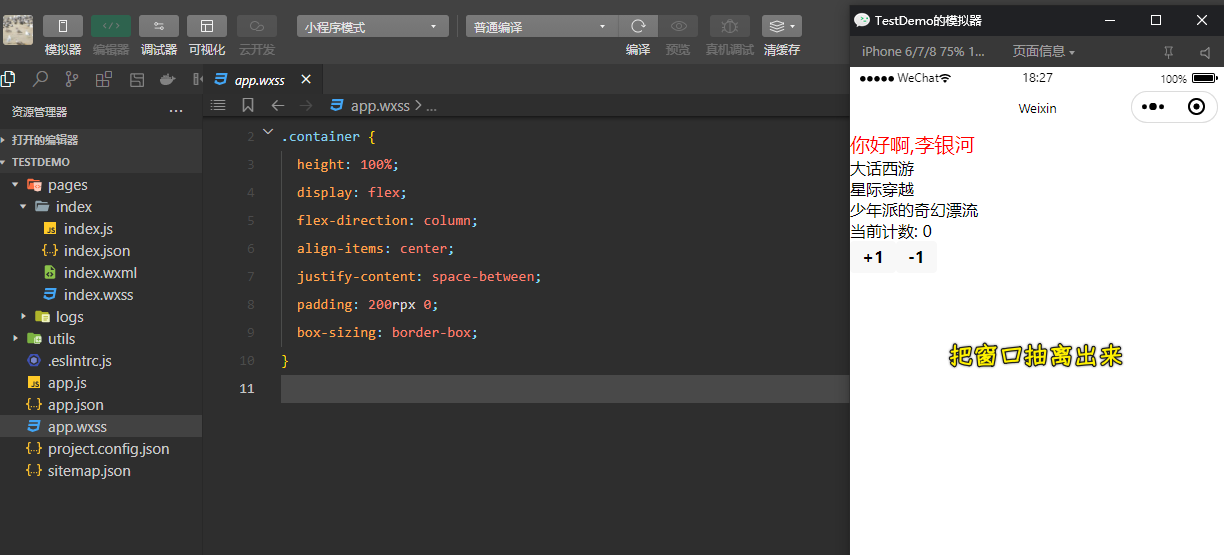 小程序模式
普通编译
模拟器 编辑器 调试器 可视化 云开发
编译 预览 真机调试 清缓存
app.wxss
资源管理器
打开的编辑器
TESTDEMO
pages
index
index.js
index.json
index.wxml
index.wxss
logs
utils
.eslintrc.js
app.js
app.json
app.wxss
project.config.json
sitemap.json
app.wxss > ...
2 .container {
3 height: 100%;
4 display: flex;
5 flex-direction: column;
6 align-items: center;
7 justify-content: space-between;
8 padding: 200rpx 0;
9 box-sizing: border-box;
10 }
11
TestDemo的模拟器
iPhone 6/7/8 75% 1... 页面信息
WeChat 18:27 100%
Weixin
你好啊,李银河
大话西游
星际穿越
少年派的奇幻漂流
当前计数: 0
+1 -1
把窗口抽离出来